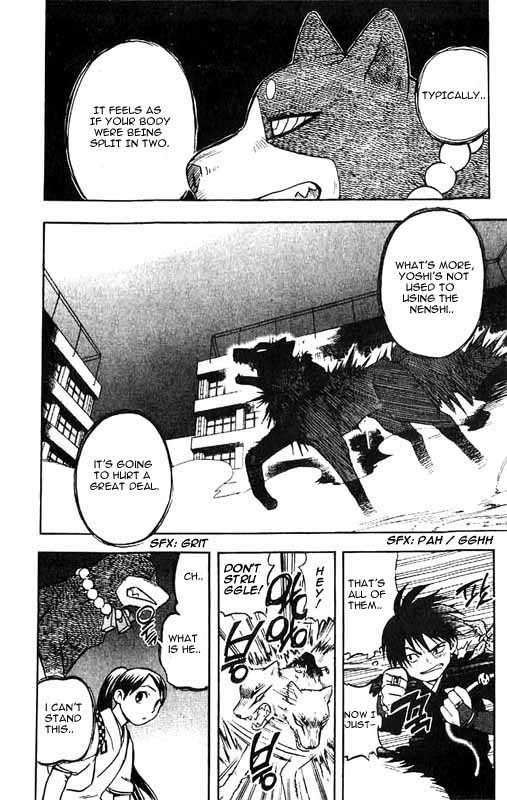 TYPICALLY..
IT FEELS AS
IF YOUR BODY
WERE BEING
SPLIT IN TWO.
WHAT'S MORE,
YOSHI'S NOT
USED TO
USING THE
NENSHI..
IT'S GOING
TO HURT A
GREAT DEAL.
SFX: PAH / GGHH
SFX: GRIT
THAT'S
ALL OF
THEM..
NOW I
JUST~
HEY!
DON'T
STRU
GGLE!
CH..
WHAT
IS HE..
I CAN'T
STAND
THIS..